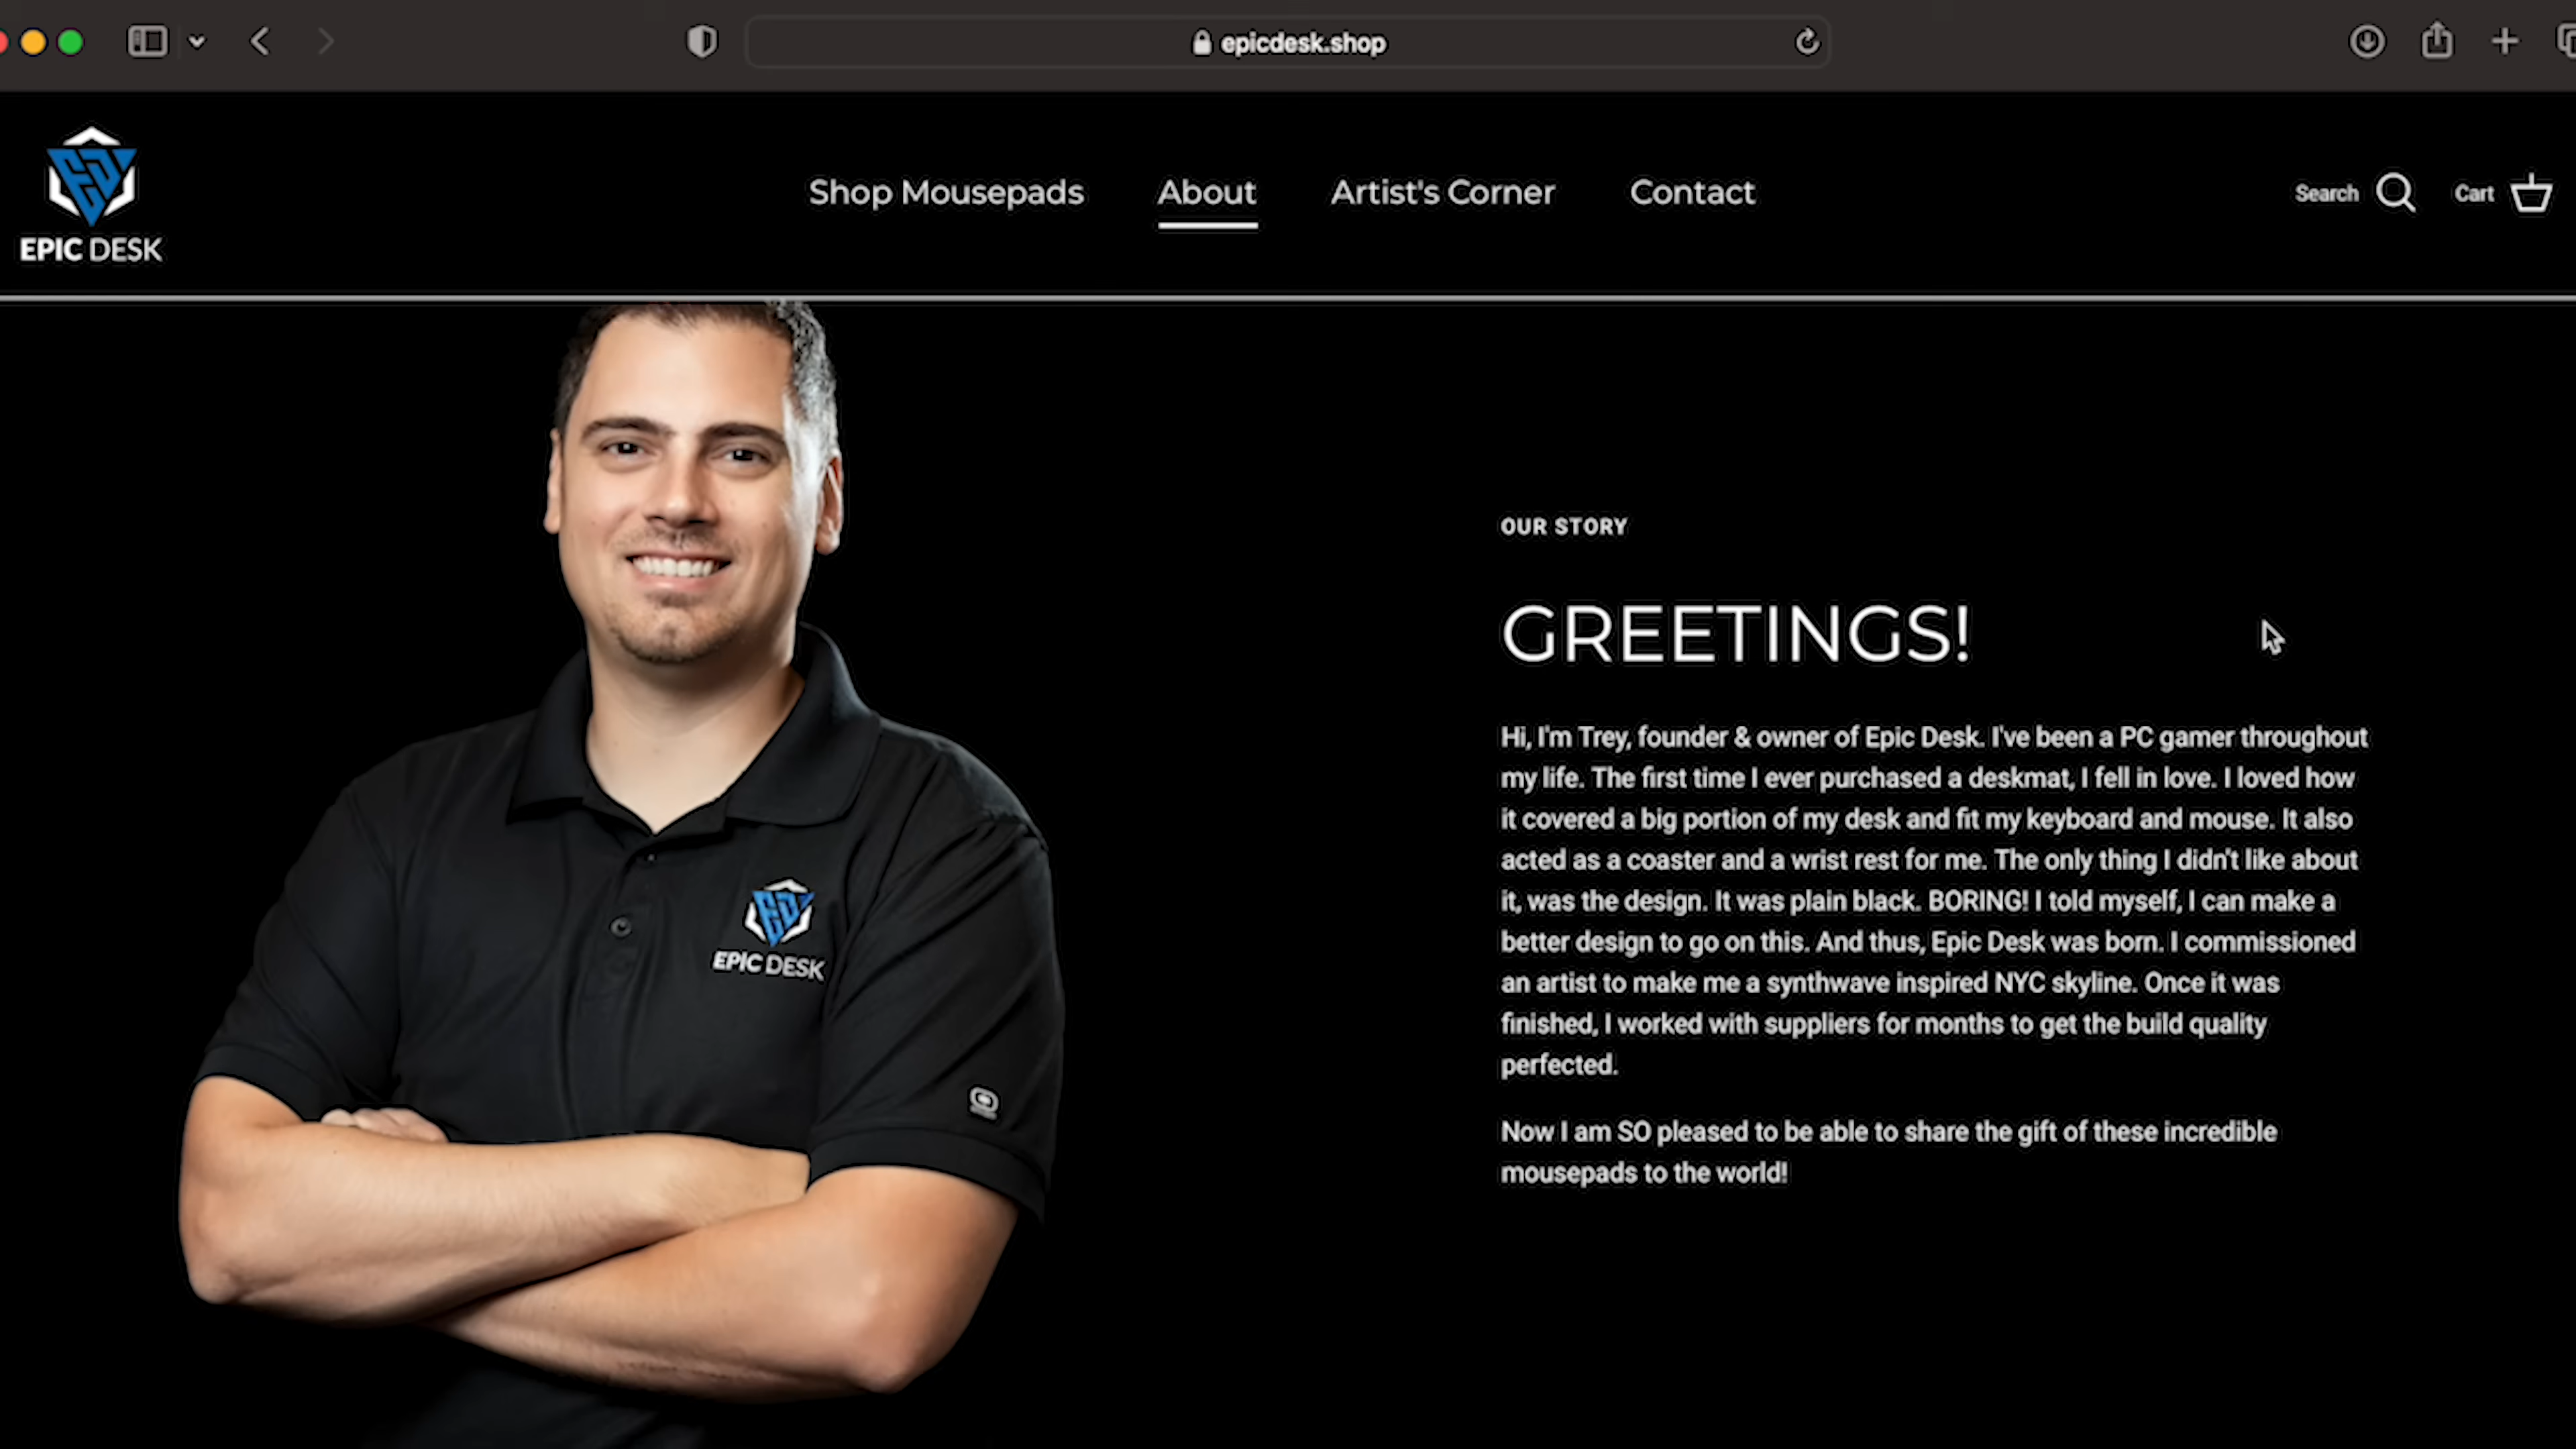 epicdesk.shop
EPIC DESK
Shop Mousepads
About
Artist's Corner
Contact
Search
Cart
EPIC DESK
OUR STORY
GREETINGS!
Hi, I'm Trey, founder & owner of Epic Desk. I've been a PC gamer throughout
my life. The first time I ever purchased a deskmat, I fell in love. I loved how
it covered a big portion of my desk and fit my keyboard and mouse. It also
acted as a coaster and a wrist rest for me. The only thing I didn't like about
it, was the design. It was plain black. BORING! I told myself, I can make a
better design to go on this. And thus, Epic Desk was born. I commissioned
an artist to make me a synthwave inspired NYC skyline. Once it was
finished, I worked with suppliers for months to get the build quality
perfected.
Now I am SO pleased to be able to share the gift of these incredible
mousepads to the world!